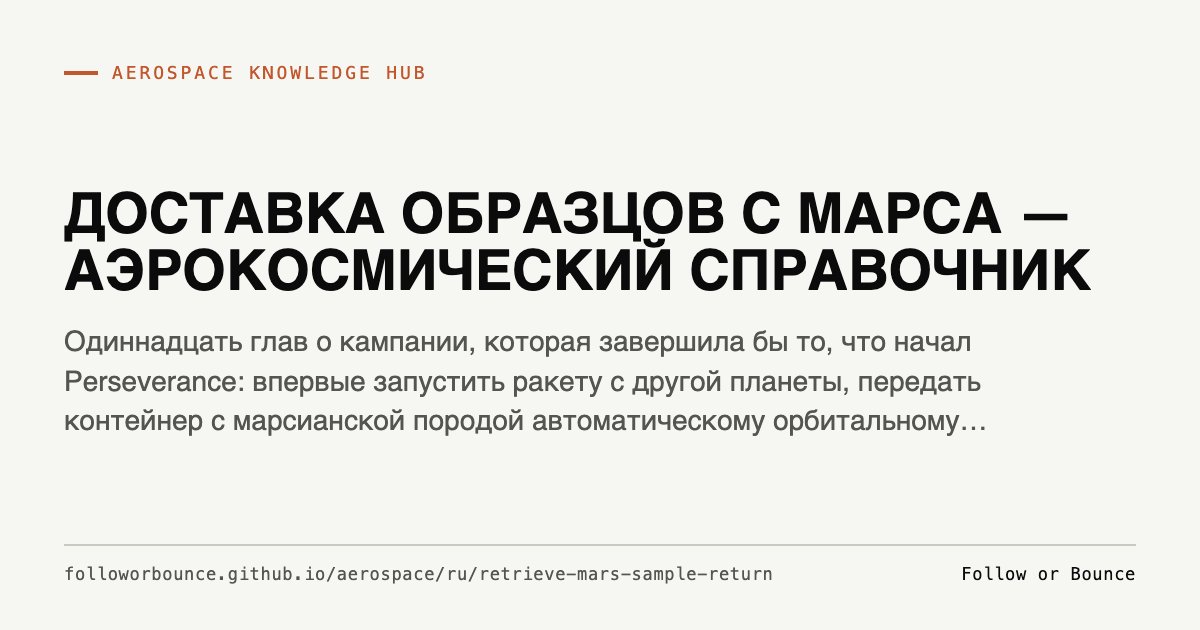 AEROSPACE KNOWLEDGE HUB
ДОСТАВКА ОБРАЗЦОВ С МАРСА —
АЭРОКОСМИЧЕСКИЙ СПРАВОЧНИК
Одиннадцать глав о кампании, которая завершила бы то, что начал
Perseverance: впервые запустить ракету с другой планеты, передать
контейнер с марсианской породой автоматическому орбитальному…
followorbounce.github.io/aerospace/ru/retrieve-mars-sample-return
Follow or Bounce